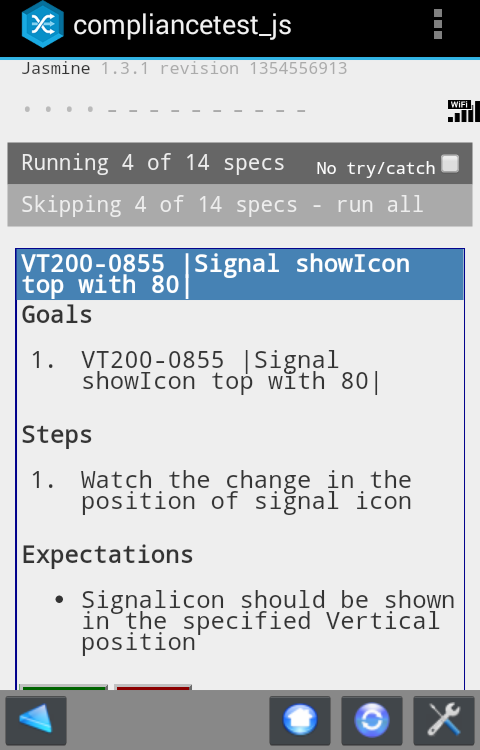 compliancetest_js
Jasmine 1.3.1 revision 1354556913
WiFi
Running 4 of 14 specs No try/catch
Skipping 4 of 14 specs - run all
VT200-0855 |Signal showIcon
top with 80|
Goals
1. VT200-0855 |Signal
showIcon top with 80|
Steps
1. Watch the change in the
position of signal icon
Expectations
• Signalicon should be shown
in the specified Vertical
position